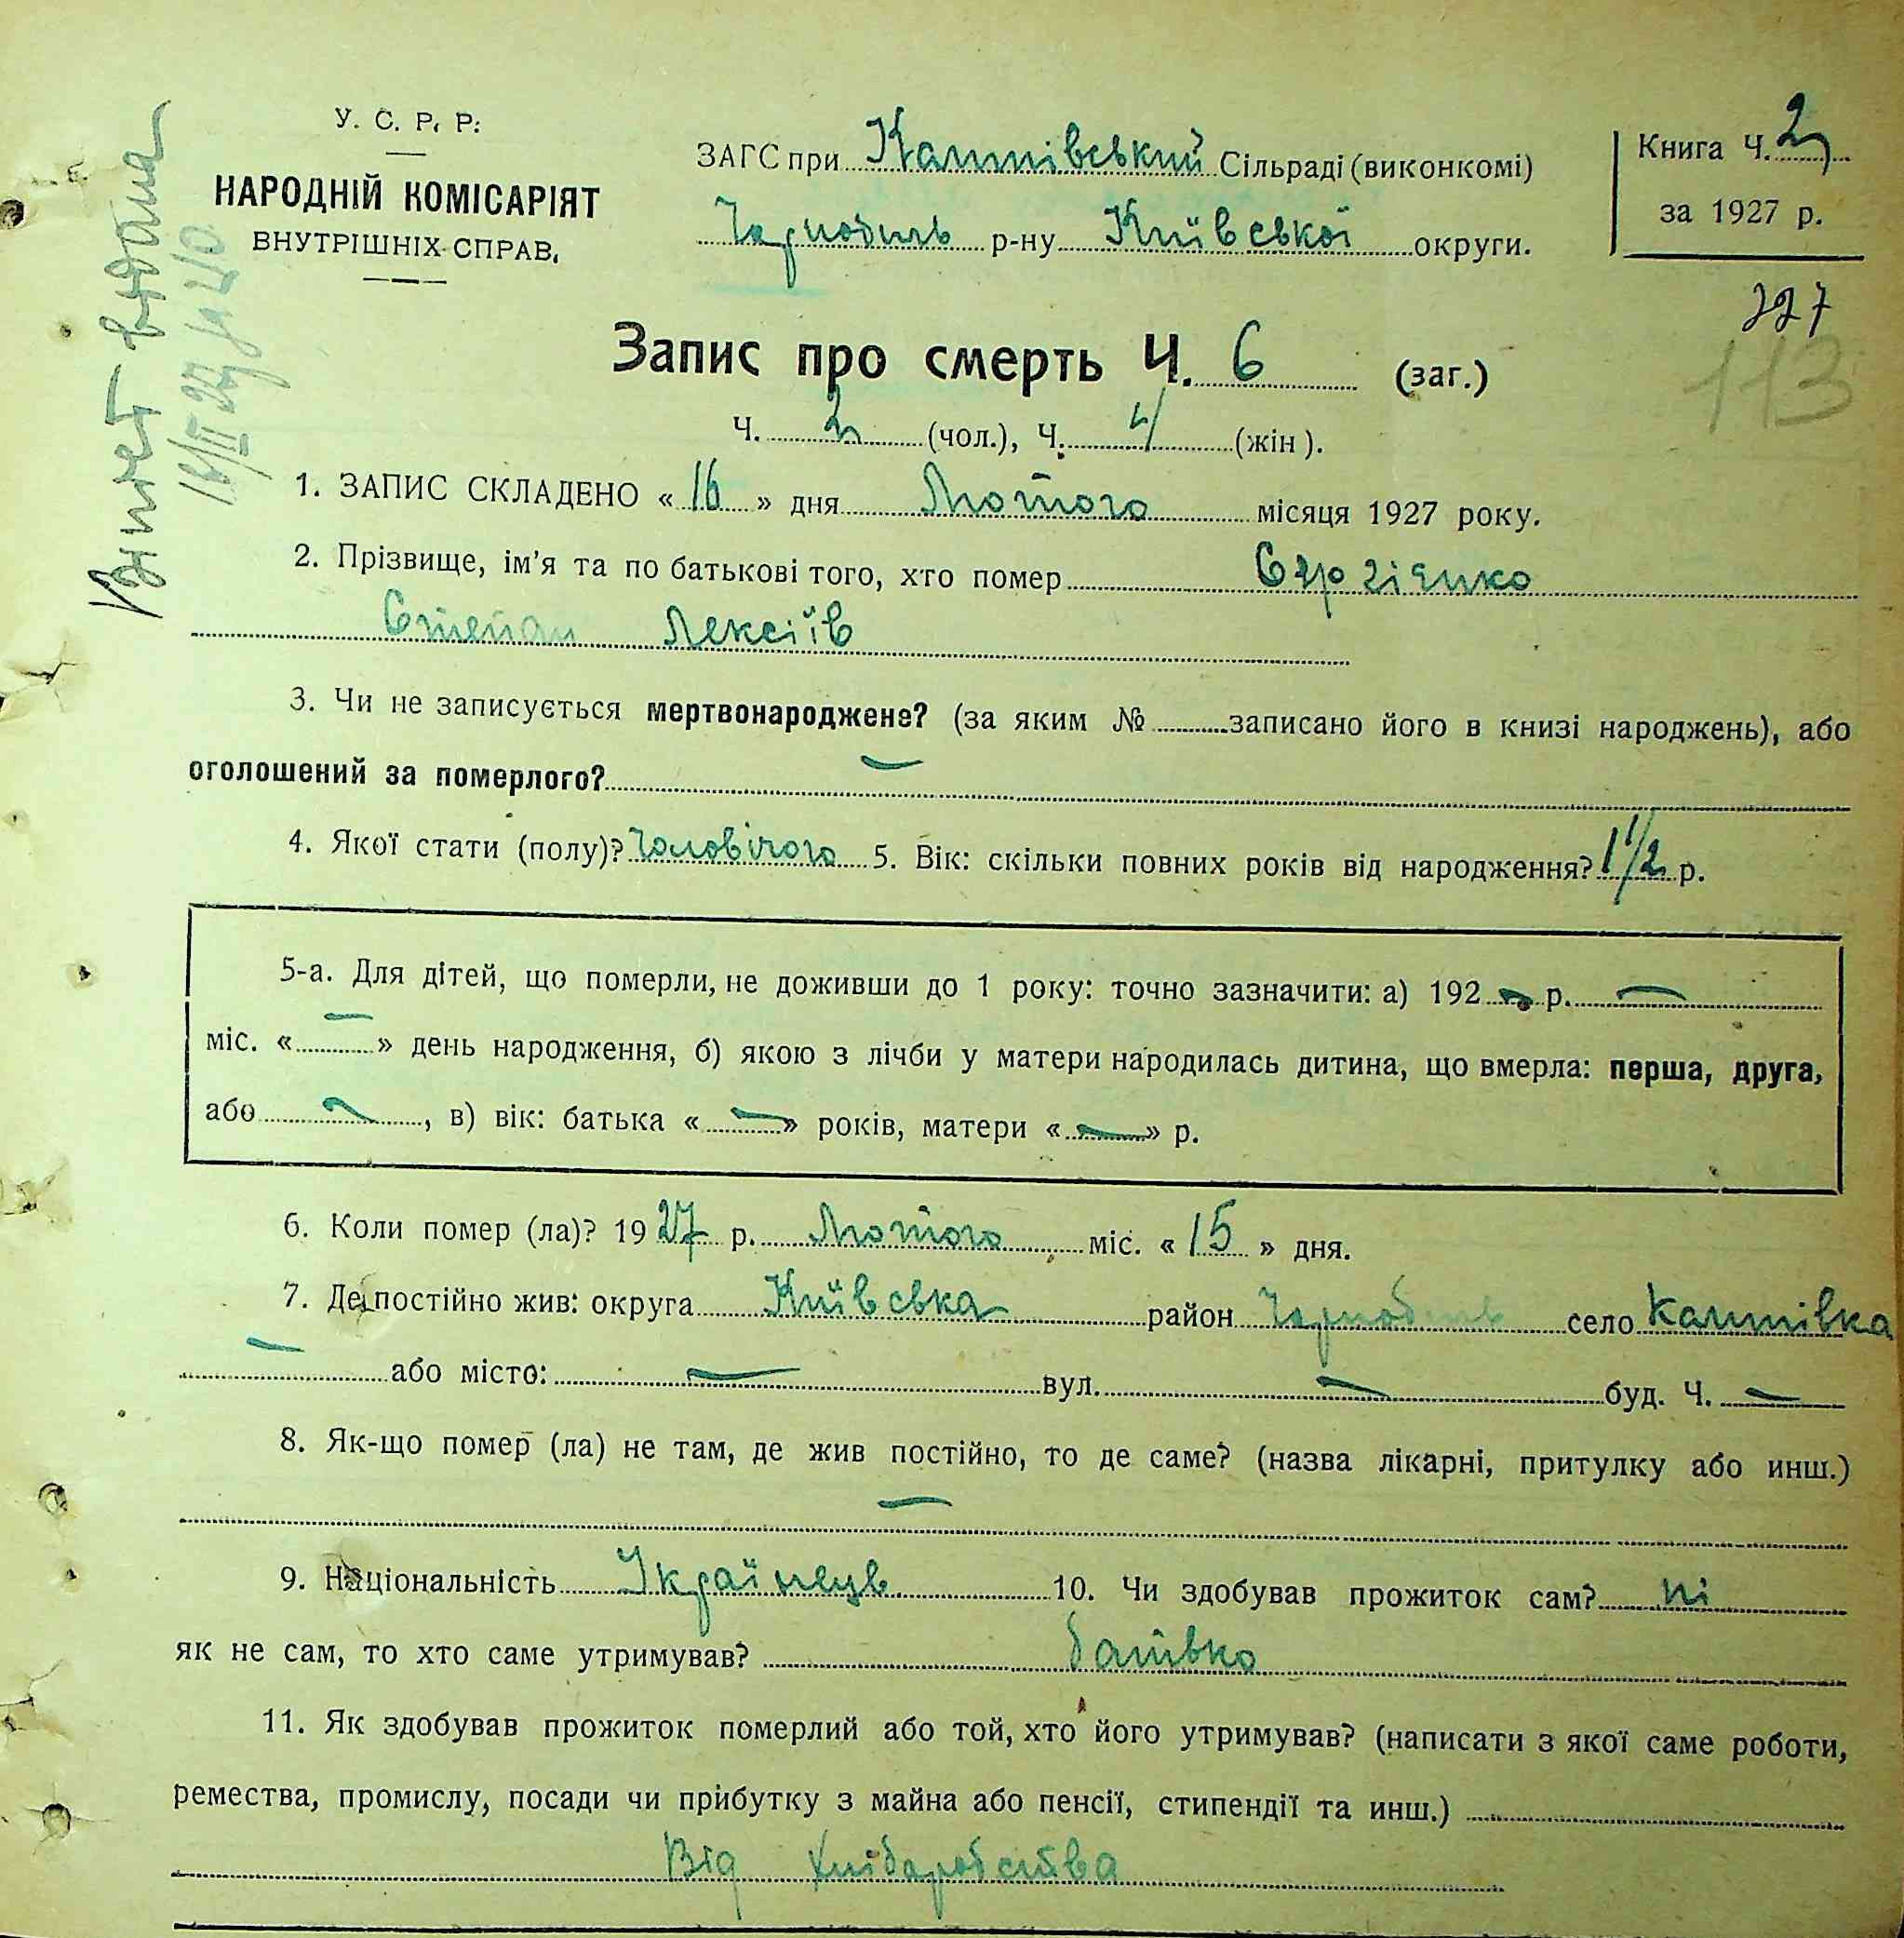 У. С. Р. Р.
НАРОДНІЙ КОМІСАРІЯТ
ВНУТРІШНІХ СПРАВ.
ЗАГС при Сільраді (виконкомі)
Чорнобиль р-ну Київської округи.
Книга Ч. 2
за 1927 р.
227
113
Запис про смерть Ч. 6 (заг.)
Ч. 2 (чол.), Ч. 4 (жін).
1. ЗАПИС СКЛАДЕНО « 16 » дня Лютого місяця 1927 року.
2. Прізвище, ім'я та по батькові того, хто помер Сергієнко
Степан Лексіїв
3. Чи не записується мертвонароджене? (за яким № записано його в книзі народжень), або
оголошений за померлого? —
4. Якої стати (полу)? Чоловічого 5. Вік: скільки повних років від народження? 1 1/2 р.
5-а. Для дітей, що померли, не доживши до 1 року: точно зазначити: а) 192 — р. —
міс. « — » день народження, б) якою з лічби у матери народилась дитина, що вмерла: перша, друга,
або —, в) вік: батька « — » років, матери « — » р.
6. Коли помер (ла)? 1927 р. Лютого міс. « 15 » дня.
7. Де постійно жив: округа Київська район Чорнобиль село
— або місто: — вул. — буд. Ч. —
8. Як-що помер (ла) не там, де жив постійно, то де саме? (назва лікарні, притулку або инш.)
—
9. Національність Українець 10. Чи здобував прожиток сам? ні
як не сам, то хто саме утримував? батько
11. Як здобував прожиток померлий або той, хто його утримував? (написати з якої саме роботи,
ремества, промислу, посади чи прибутку з майна або пенсії, стипендії та инш.)
Від хліборобства